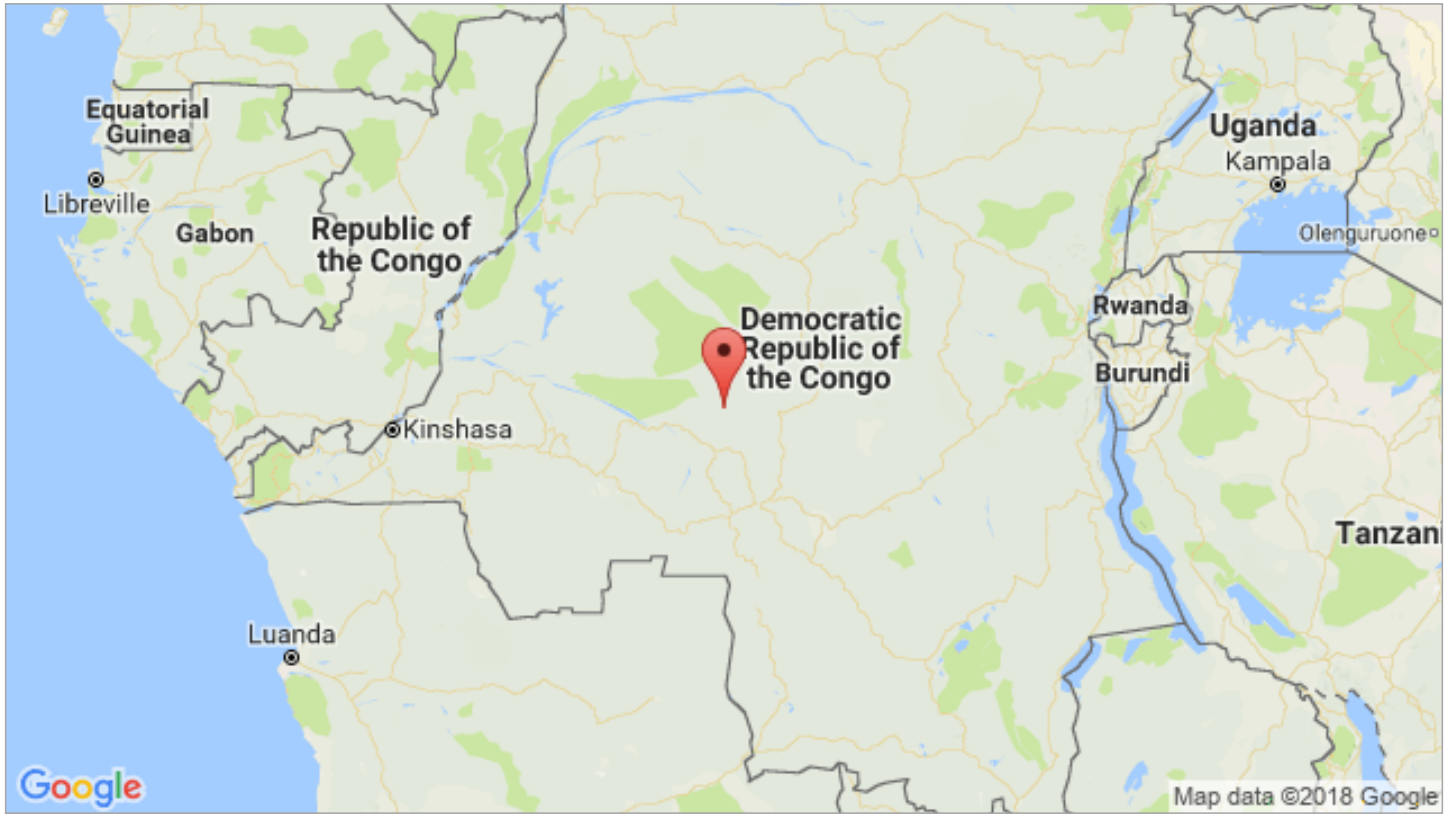 Equatorial
Guinea
Uganda
Kampala
Libreville
Gabon
Republic of
the Congo
Olenguruone
Rwanda
Democratic
Republic of
the Congo
Burundi
Kinshasa
Tanzani
Luanda
Google
Map data ©2018 Google